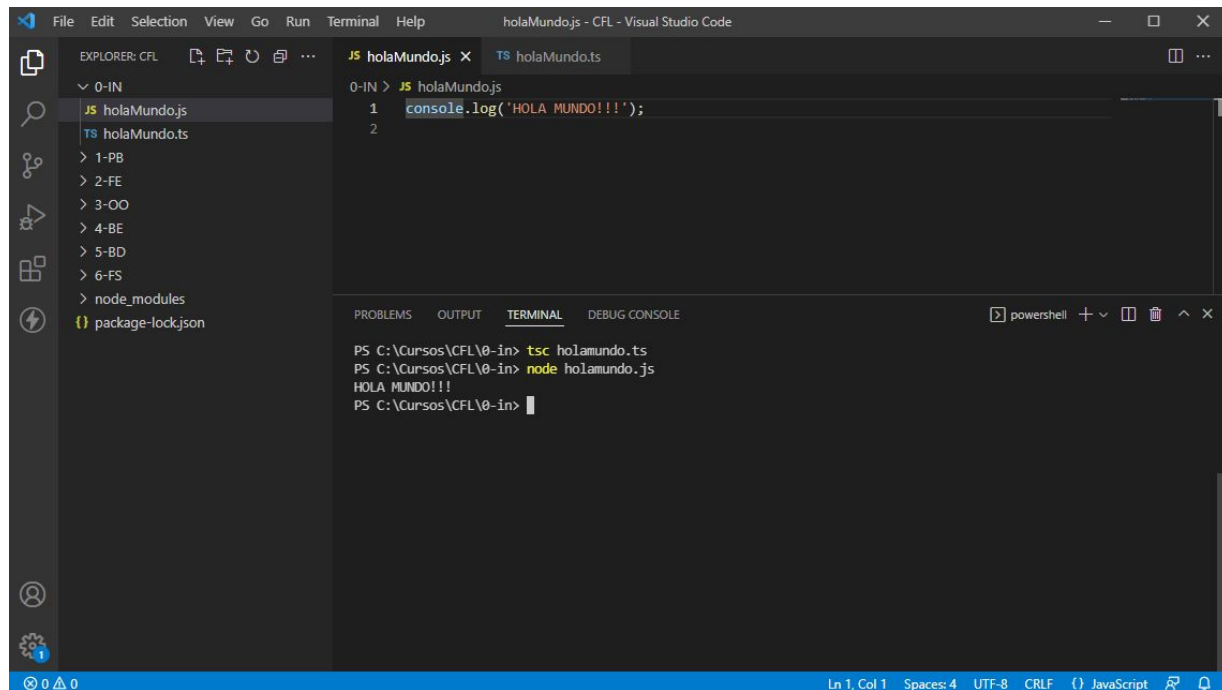 File Edit Selection View Go Run Terminal Help holaMundo.js - CFL - Visual Studio Code
EXPLORER: CFL
0-IN
JS holaMundo.js
TS holaMundo.ts
1-PB
2-FE
3-OO
4-BE
5-BD
6-FS
node_modules
{} package-lock.json
JS holaMundo.js TS holaMundo.ts
0-IN > JS holaMundo.js
1 console.log('HOLA MUNDO!!!');
2
PROBLEMS OUTPUT TERMINAL DEBUG CONSOLE powershell
PS C:\Cursos\CFL\0-in> tsc holamundo.ts
PS C:\Cursos\CFL\0-in> node holamundo.js
HOLA MUNDO!!!
PS C:\Cursos\CFL\0-in>
1
0 0 Ln 1, Col 1 Spaces: 4 UTF-8 CRLF {} JavaScript